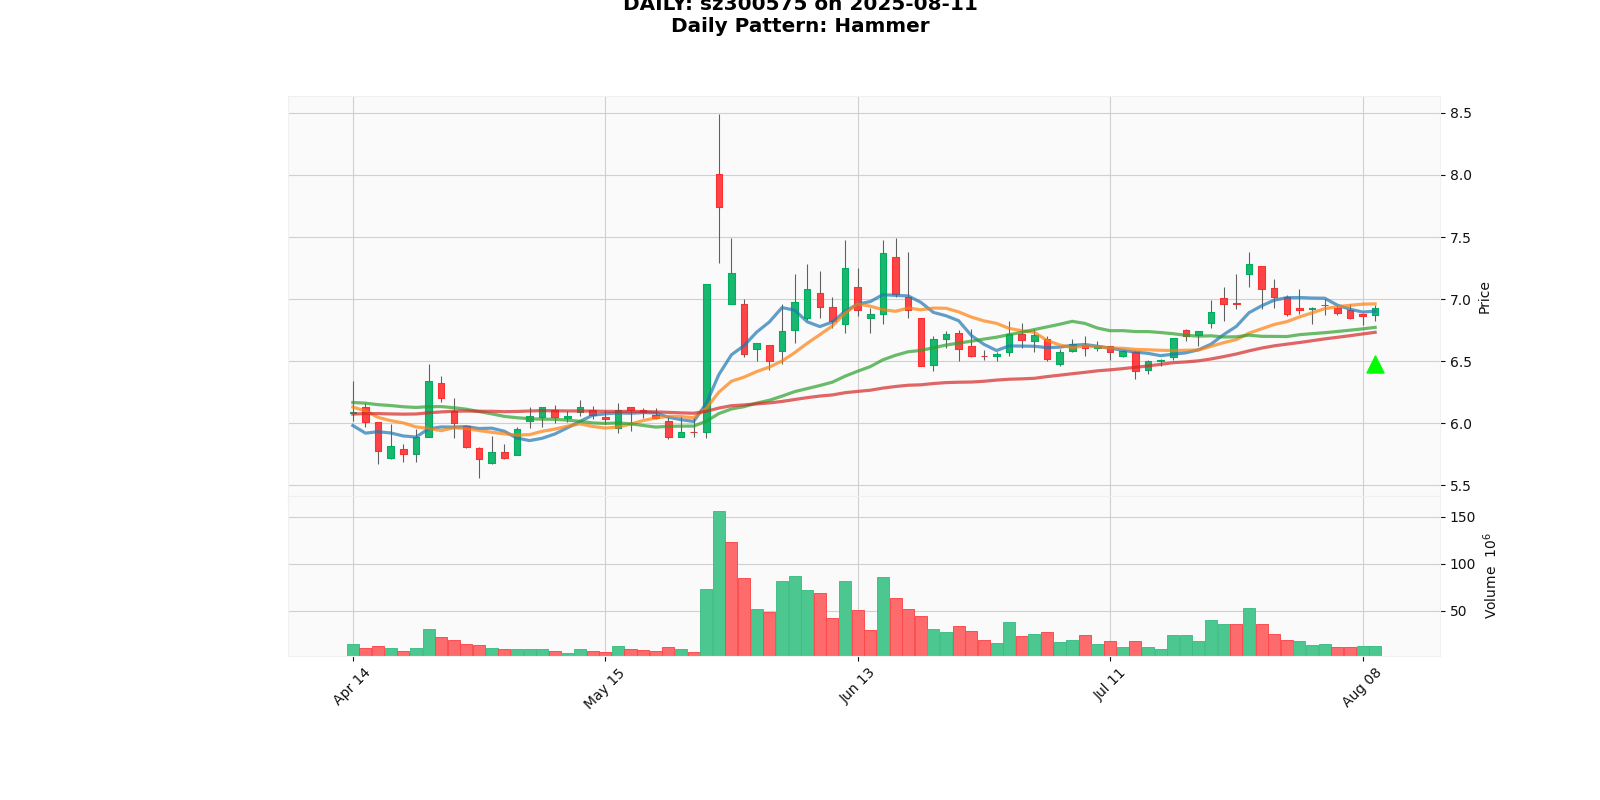 DAILY: sz300575 on 2025-08-11
Daily Pattern: Hammer
8.5
8.0
7.5
7.0
6.5
6.0
5.5
Price
150
100
50
Volume 10^6
Apr 14
May 15
Jun 13
Jul 11
Aug 08